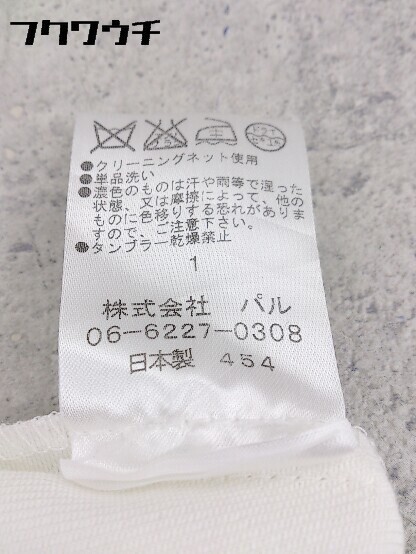 フクワウチ
●クリーニングネット使用
●単品洗い
●濃色のものは汗や雨等で湿った
状態、又は摩擦によって、他の
ものに色移りする恐れがありま
すので、ご注意下さい。
●タンブラー乾燥禁止
1
株式会社 パル
06-6227-0308
日本製 454